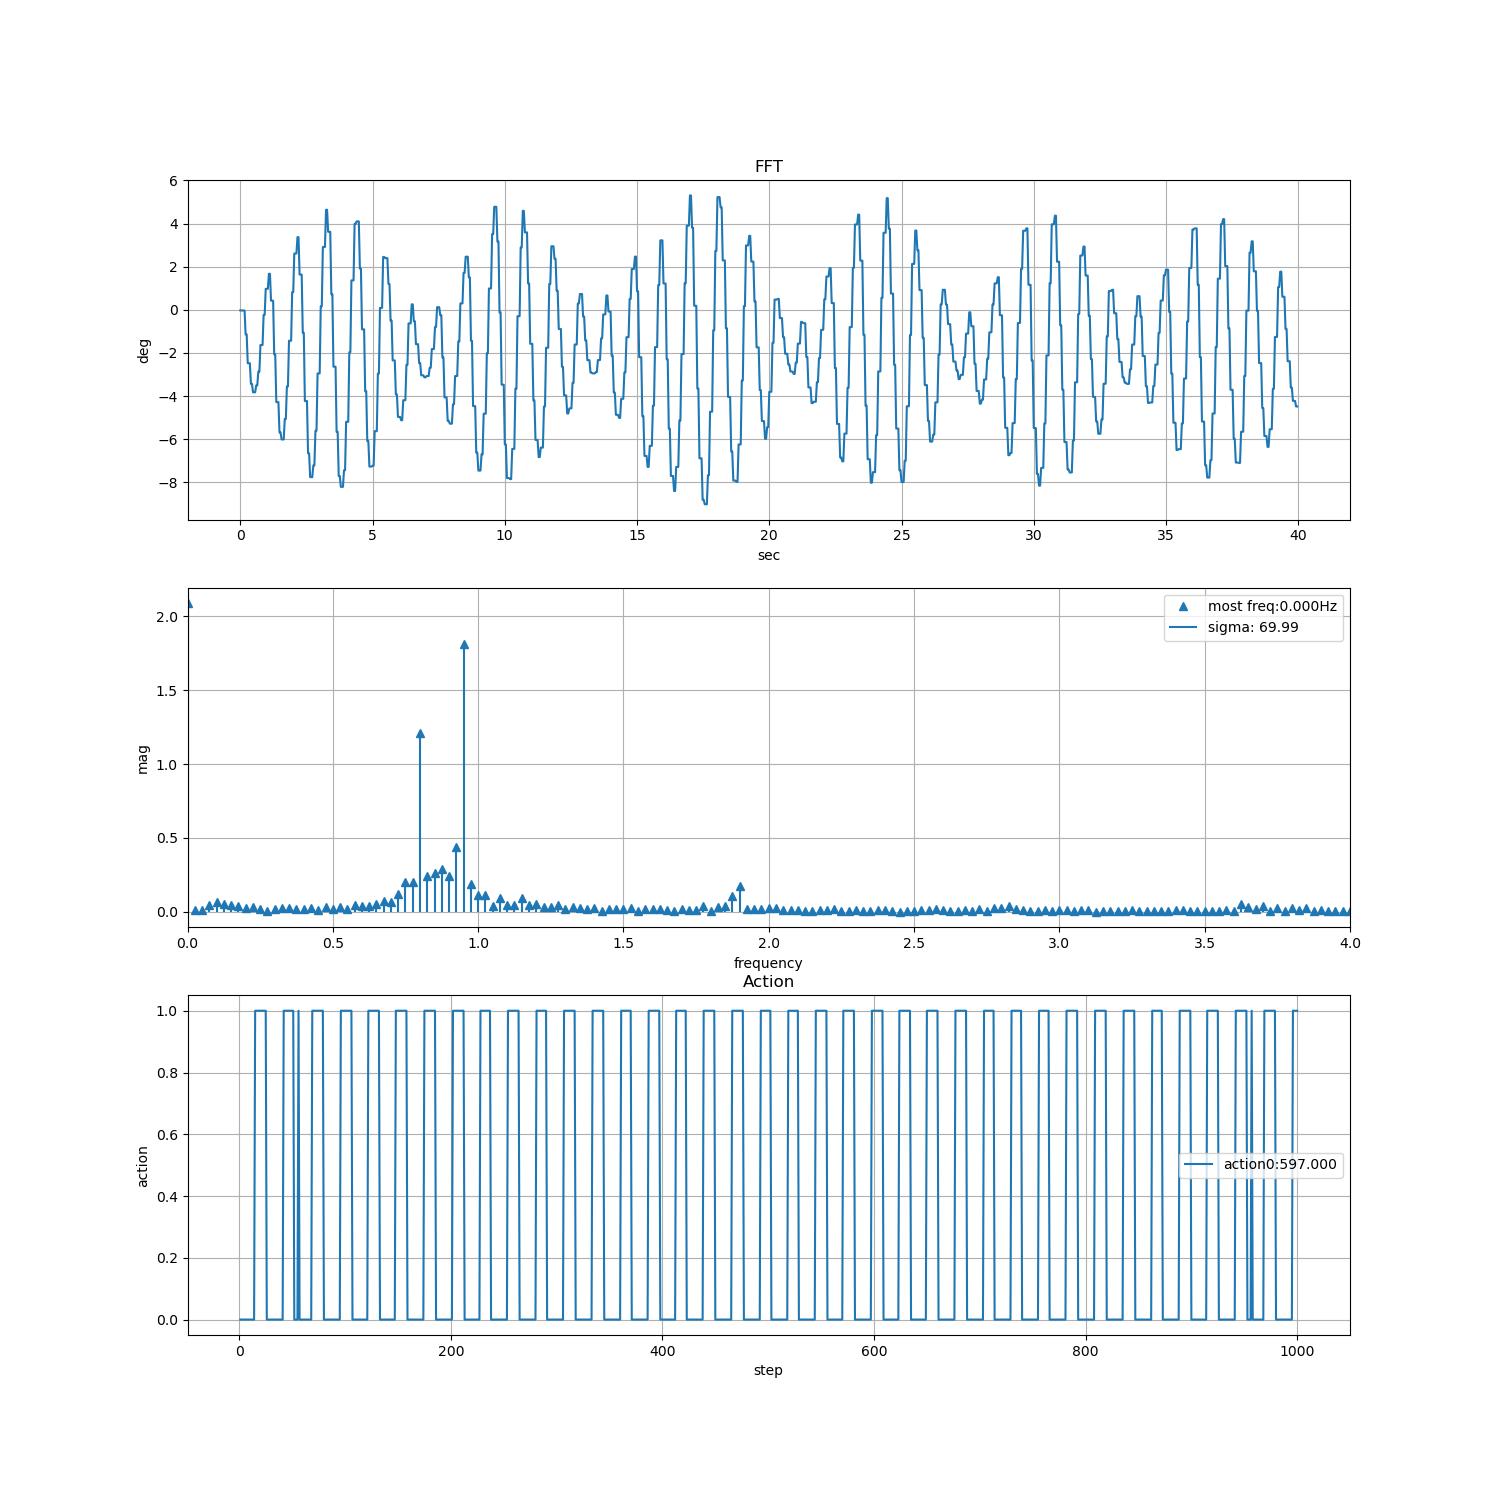 FFT
6
4
2
0
−2
−4
−6
−8
deg
0 5 10 15 20 25 30 35 40
sec
2.0
1.5
1.0
0.5
0.0
mag
most freq:0.000Hz
sigma: 69.99
0.0 0.5 1.0 1.5 2.0 2.5 3.0 3.5 4.0
frequency
Action
1.0
0.8
0.6
0.4
0.2
0.0
action
action0:597.000
0 200 400 600 800 1000
step